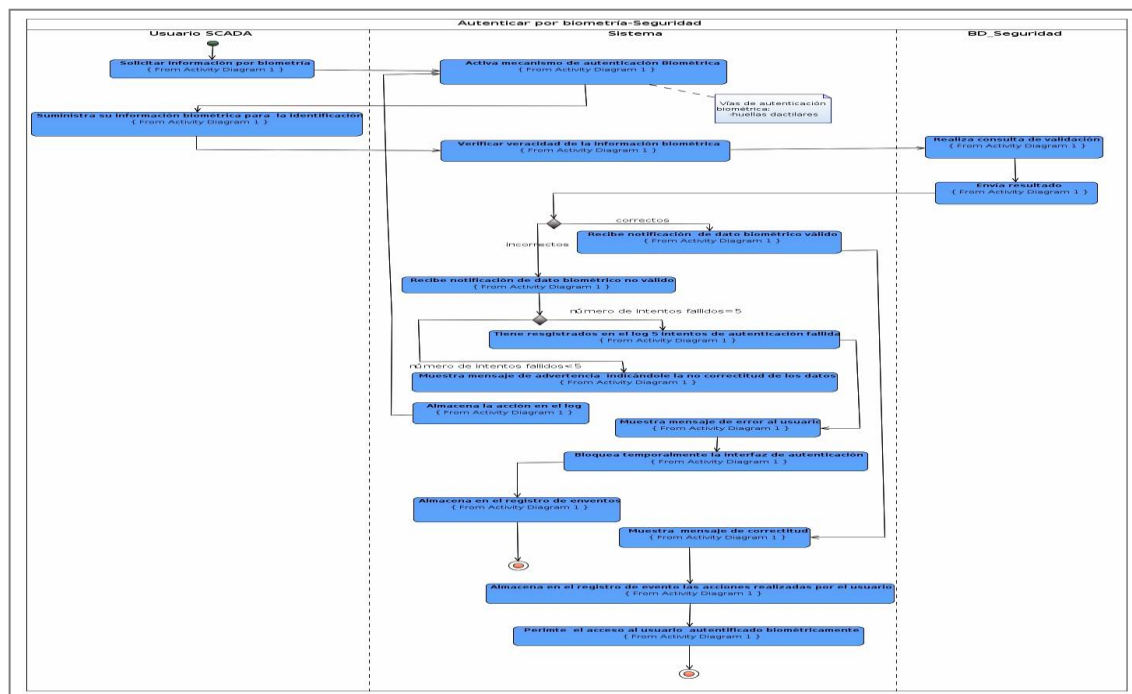 Autenticar por biometría-Seguridad
Usuario SCADA
Sistema
BD_Seguridad
Solicitar información por biometría
{ From Activity Diagram 1 }
Activa mecanismo de autenticación Biométrica
{ From Activity Diagram 1 }
Vías de autenticación
biométrica:
-huellas dactilares
Suministra su información biométrica para la identificación
{ From Activity Diagram 1 }
Verificar veracidad de la información biométrica
{ From Activity Diagram 1 }
Realiza consulta de validación
{ From Activity Diagram 1 }
Envía resultado
{ From Activity Diagram 1 }
correctos
Recibe notificación de dato biométrico válido
{ From Activity Diagram 1 }
incorrectos
Recibe notificación de dato biométrico no válido
{ From Activity Diagram 1 }
número de intentos fallidos=5
Tiene resgistrados en el log 5 intentos de autenticación fallida
{ From Activity Diagram 1 }
número de intentos fallidos<5
Muestra mensaje de advertencia indicándole la no correctitud de los datos
{ From Activity Diagram 1 }
Almacena la acción en el log
{ From Activity Diagram 1 }
Muestra mensaje de error al usuario
{ From Activity Diagram 1 }
Bloquea temporalmente la interfaz de autenticación
{ From Activity Diagram 1 }
Almacena en el registro de enventos
{ From Activity Diagram 1 }
Muestra mensaje de correctitud
{ From Activity Diagram 1 }
Almacena en el registro de evento las acciones realizadas por el usuario
{ From Activity Diagram 1 }
Perimte el acceso al usuario autentificado biométricamente
{ From Activity Diagram 1 }